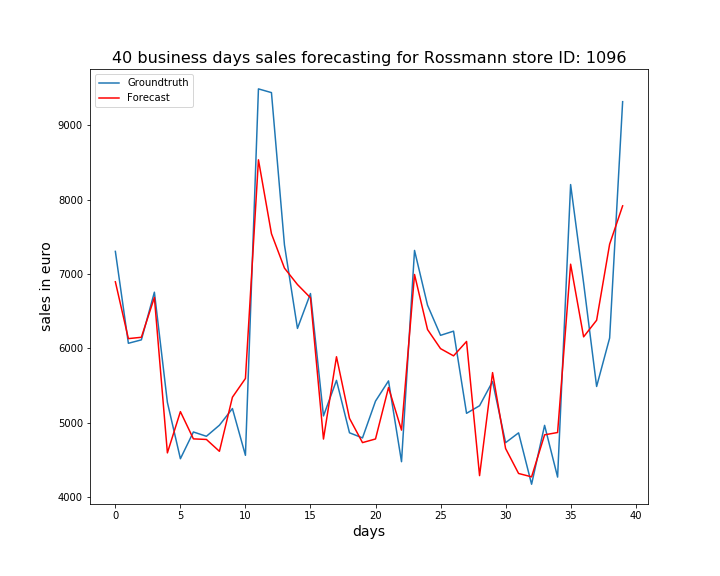 40 business days sales forecasting for Rossmann store ID: 1096
Groundtruth
Forecast
9000
8000
7000
6000
5000
4000
sales in euro
0 5 10 15 20 25 30 35 40
days